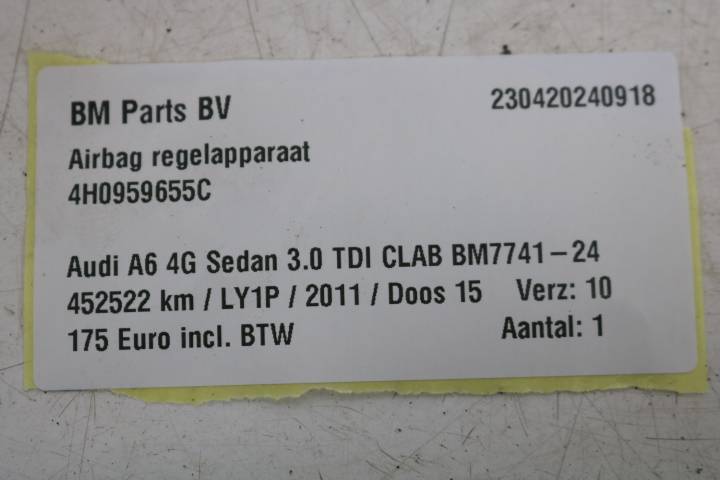 BM Parts BV 230420240918
Airbag regelapparaat
4H0959655C
Audi A6 4G Sedan 3.0 TDI CLAB BM7741-24
452522 km / LY1P / 2011 / Doos 15 Verz: 10
175 Euro incl. BTW Aantal: 1